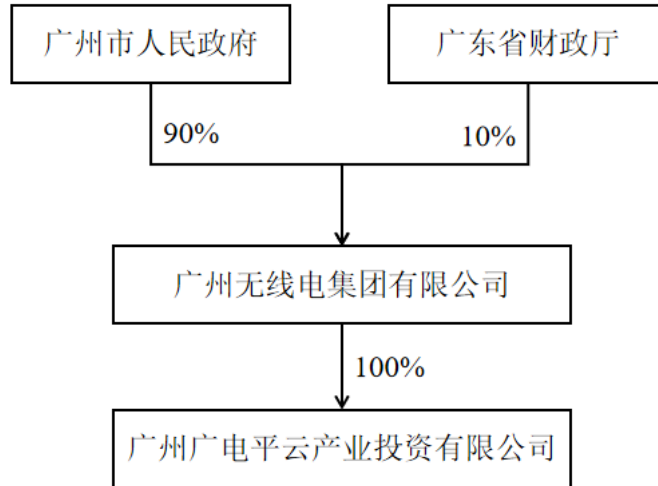 广州市人民政府
广东省财政厅
90%
10%
广州无线电集团有限公司
100%
广州广电平云产业投资有限公司